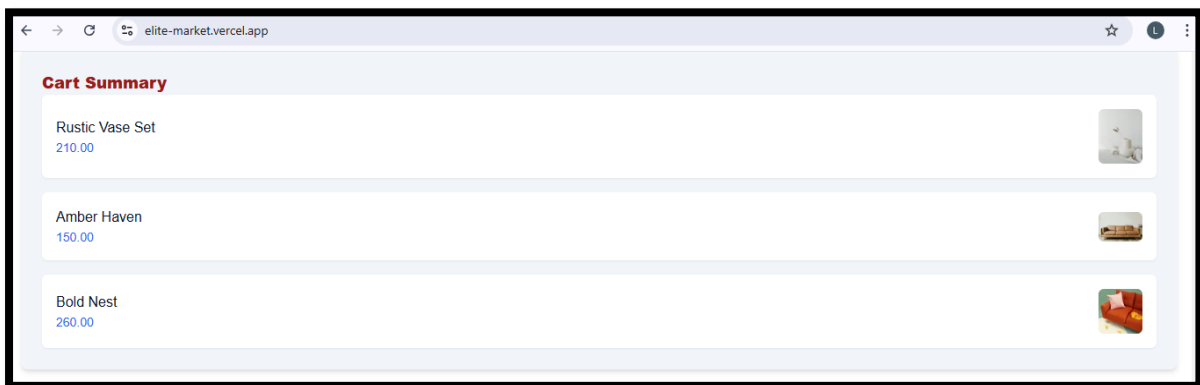 elite-market.vercel.app
L
Cart Summary
Rustic Vase Set
210.00
Amber Haven
150.00
Bold Nest
260.00